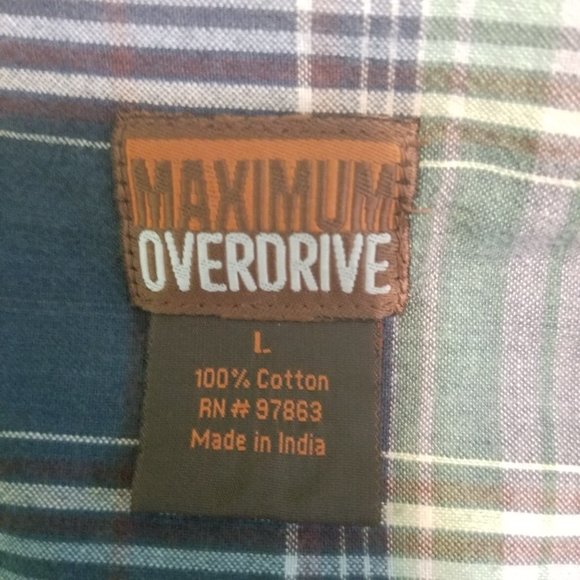 MAXIMUM
OVERDRIVE
L
100% Cotton
RN # 97863
Made in India